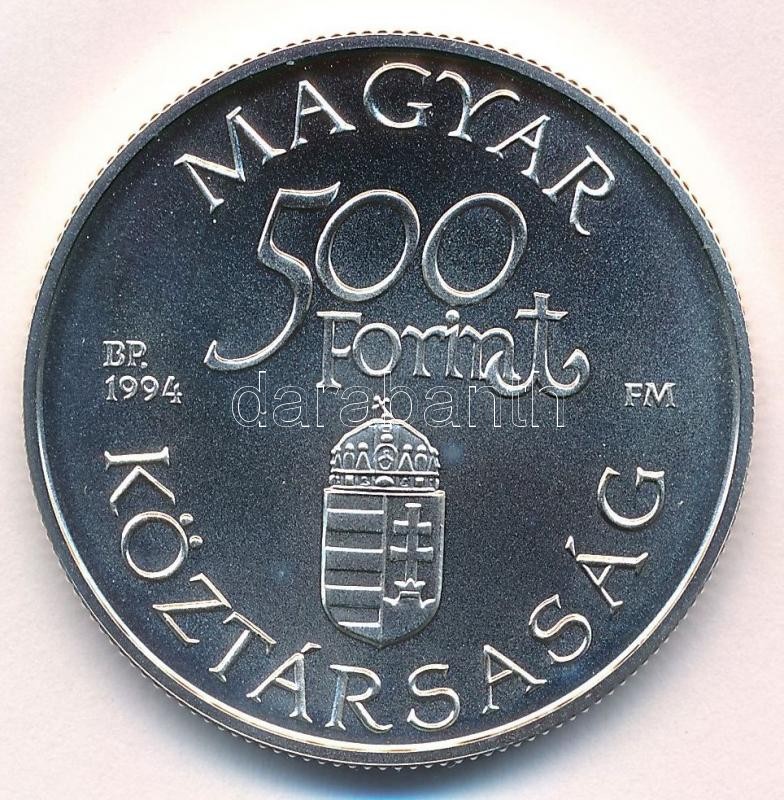 MAGYAR
500
Forint
BP.
1994
FM
KÖZTÁRSASÁG
darabanth